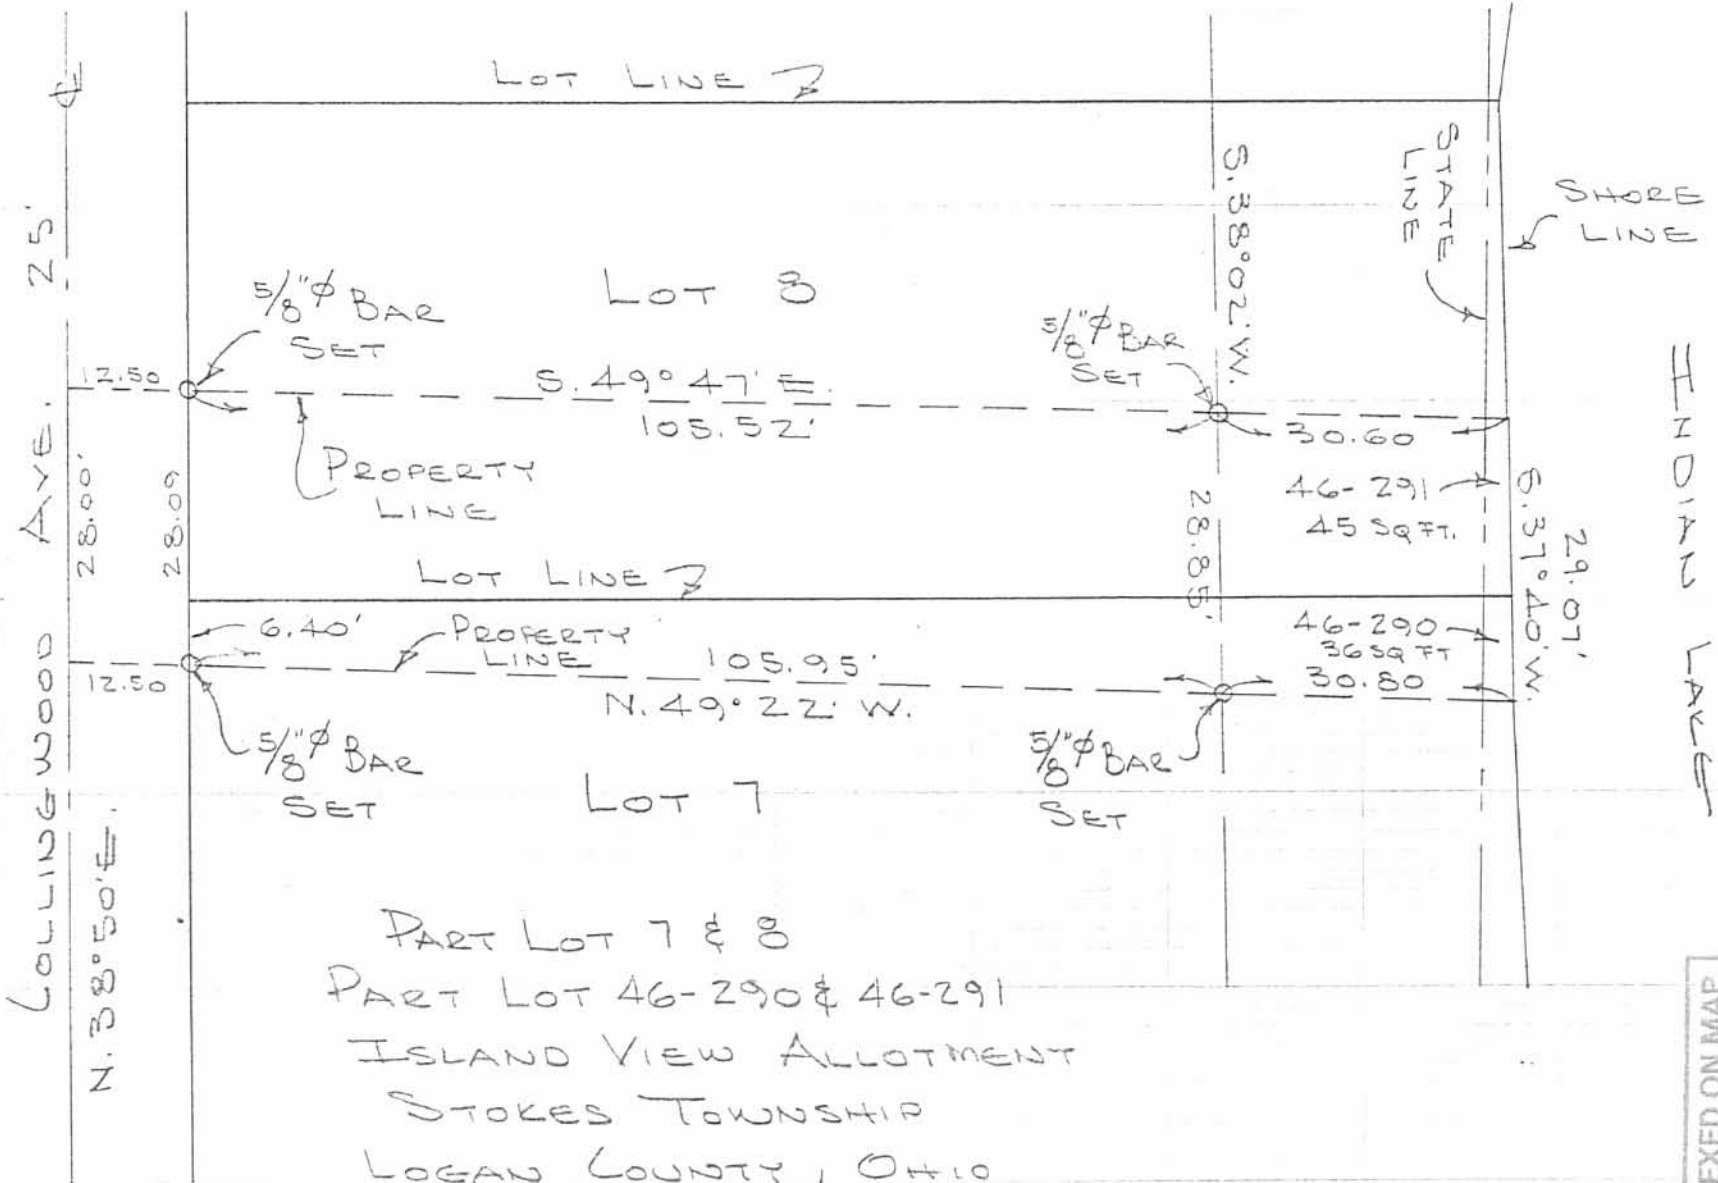 LOT LINE
℄
25'
STATE
LINE
SHORE
LINE
S. 38° 02' W.
5/8"⌀ BAR
SET
LOT 8
5/8"⌀ BAR
SET
12.50
S. 49° 47' E.
105.52'
30.60
PROPERTY
LINE
46-291
45 SQ FT.
28.00'
28.09
28.85'
S. 37° 40' W.
29.07'
INDIAN LAKE
LOT LINE
6.40'
PROPERTY
LINE
105.95'
N. 49° 22' W.
46-290
36 SQ FT
30.80
12.50
5/8"⌀ BAR
SET
LOT 7
5/8"⌀ BAR
SET
COLLINGWOOD AVE.
N. 38° 50' E.
PART LOT 7 & 8
PART LOT 46-290 & 46-291
ISLAND VIEW ALLOTMENT
STOKES TOWNSHIP
LOGAN COUNTY, OHIO
ON MAP